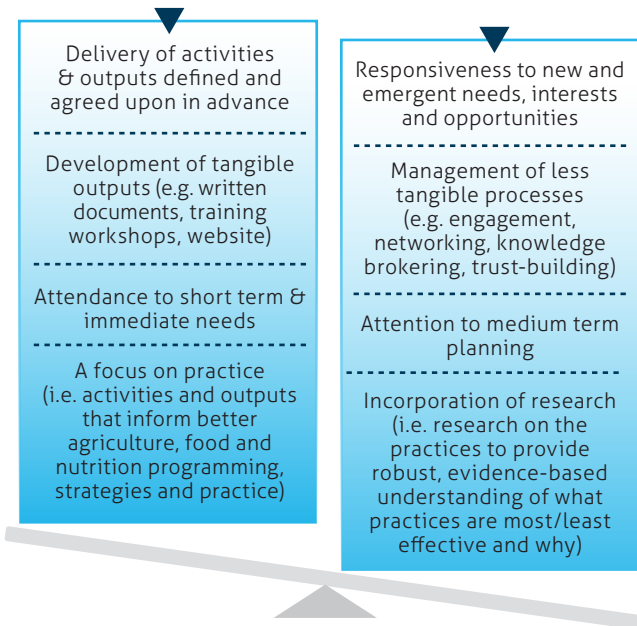 Delivery of activities
& outputs defined and
agreed upon in advance
Development of tangible
outputs (e.g. written
documents, training
workshops, website)
Attendance to short term &
immediate needs
A focus on practice
(i.e. activities and outputs
that inform better
agriculture, food and
nutrition programming,
strategies and practice)
Responsiveness to new and
emergent needs, interests
and opportunities
Management of less
tangible processes
(e.g. engagement,
networking, knowledge
brokering, trust-building)
Attention to medium term
planning
Incorporation of research
(i.e. research on the
practices to provide
robust, evidence-based
understanding of what
practices are most/least
effective and why)